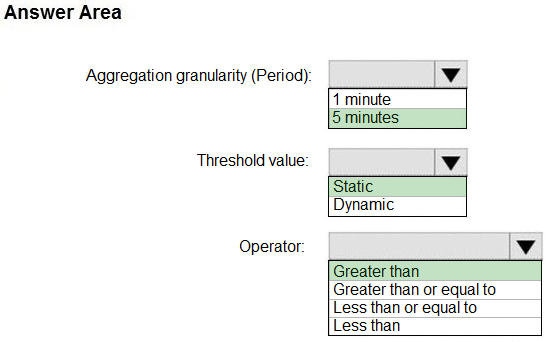 Answer Area
Aggregation granularity (Period):
1 minute
5 minutes
Threshold value:
Static
Dynamic
Operator:
Greater than
Greater than or equal to
Less than or equal to
Less than